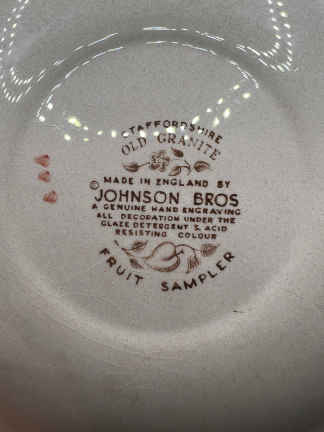 STAFFORDSHIRE
OLD GRANITE
MADE IN ENGLAND BY
©JOHNSON BROS
A GENUINE HAND ENGRAVING
ALL DECORATION UNDER THE
GLAZE DETERGENT & ACID
RESISTING COLOUR
FRUIT SAMPLER